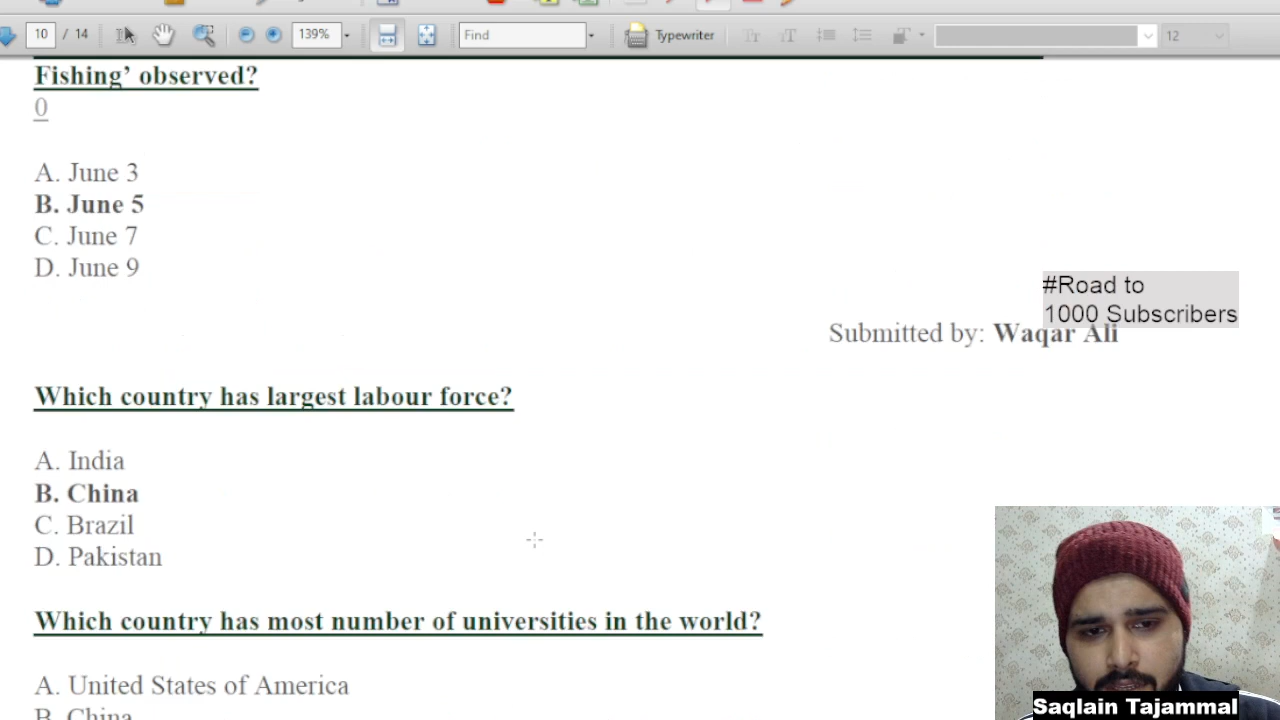 10 / 14
139%
Find
Typewriter
12
Fishing’ observed?
0
A. June 3
B. June 5
C. June 7
D. June 9
#Road to
1000 Subscribers
Submitted by: Waqar Ali
Which country has largest labour force?
A. India
B. China
C. Brazil
D. Pakistan
Which country has most number of universities in the world?
A. United States of America
B. China
Saqlain Tajammal